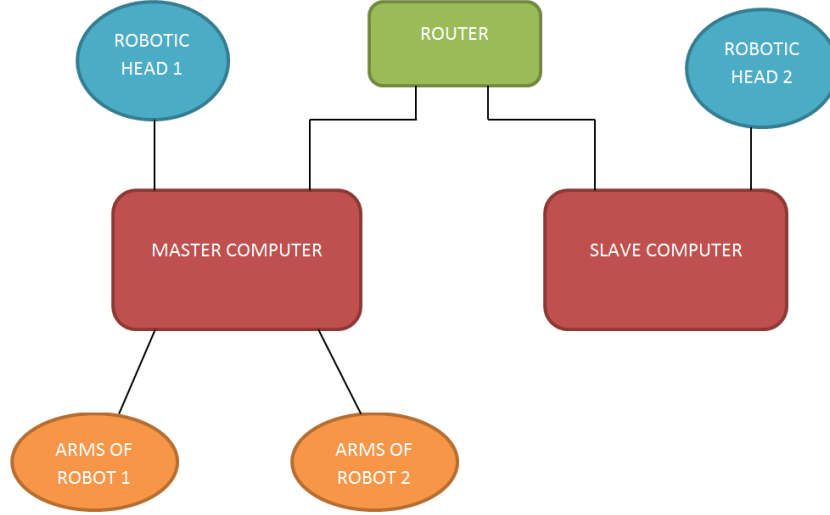 ROBOTIC
HEAD 1
ROUTER
ROBOTIC
HEAD 2
MASTER COMPUTER
SLAVE COMPUTER
ARMS OF
ROBOT 1
ARMS OF
ROBOT 2